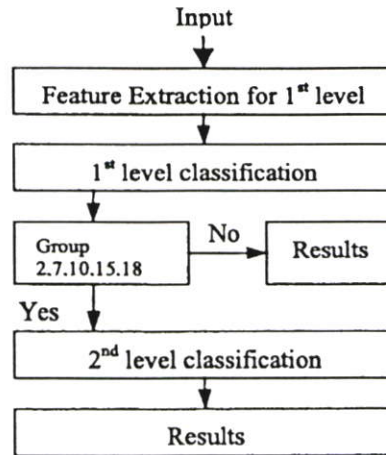 Input
Feature Extraction for 1st level
1st level classification
Group
2.7.10.15.18
No
Results
Yes
2nd level classification
Results